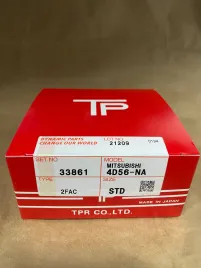 TP
DYNAMIC PARTS
CHANGE OUR WORLD
LOT NO.
21209
SET.NO
33861
MODEL
MITSUBISHI
4D56-NA
TYPE
2FAC
SIZE
STD
MADE IN JAPAN
TPR CO.,LTD.